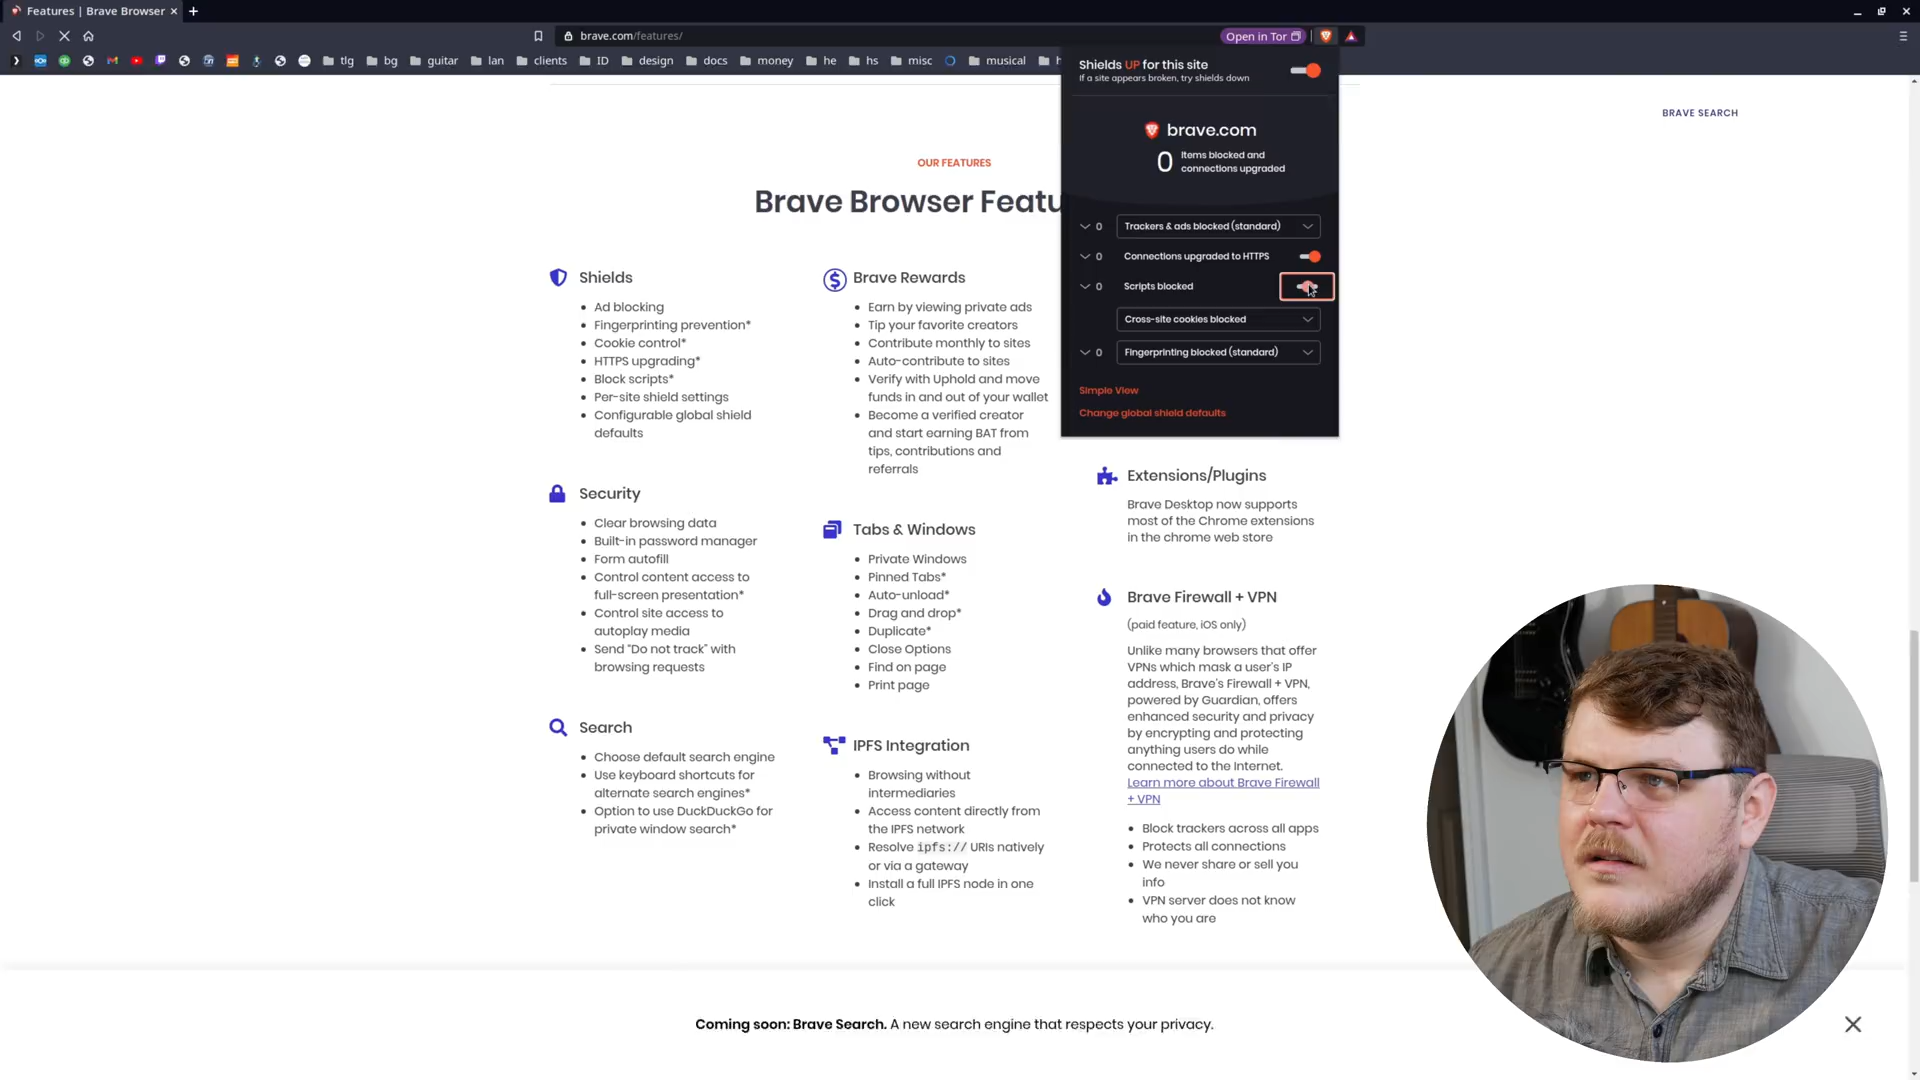 Features | Brave Browser
brave.com/features/
Open in Tor
tlg
bg
guitar
lan
clients
ID
design
docs
money
he
hs
misc
musical
Shields UP for this site
If a site appears broken, try shields down
brave.com
0
Items blocked and
connections upgraded
0
Trackers & ads blocked (standard)
0
Connections upgraded to HTTPS
0
Scripts blocked
Cross-site cookies blocked
0
Fingerprinting blocked (standard)
Simple View
Change global shield defaults
BRAVE SEARCH
OUR FEATURES
Brave Browser Featu
Shields
Ad blocking
Fingerprinting prevention*
Cookie control*
HTTPS upgrading*
Block scripts*
Per-site shield settings
Configurable global shield
defaults
Security
Clear browsing data
Built-in password manager
Form autofill
Control content access to
full-screen presentation*
Control site access to
autoplay media
Send "Do not track" with
browsing requests
Search
Choose default search engine
Use keyboard shortcuts for
alternate search engines*
Option to use DuckDuckGo for
private window search*
Brave Rewards
Earn by viewing private ads
Tip your favorite creators
Contribute monthly to sites
Auto-contribute to sites
Verify with Uphold and move
funds in and out of your wallet
Become a verified creator
and start earning BAT from
tips, contributions and
referrals
Tabs & Windows
Private Windows
Pinned Tabs*
Auto-unload*
Drag and drop*
Duplicate*
Close Options
Find on page
Print page
IPFS Integration
Browsing without
intermediaries
Access content directly from
the IPFS network
Resolve ipfs:// URIs natively
or via a gateway
Install a full IPFS node in one
click
Extensions/Plugins
Brave Desktop now supports
most of the Chrome extensions
in the chrome web store
Brave Firewall + VPN
(paid feature, iOS only)
Unlike many browsers that offer
VPNs which mask a user's IP
address, Brave's Firewall + VPN,
powered by Guardian, offers
enhanced security and privacy
by encrypting and protecting
anything users do while
connected to the Internet.
Learn more about Brave Firewall
+ VPN
Block trackers across all apps
Protects all connections
We never share or sell you
info
VPN server does not know
who you are
Coming soon: Brave Search. A new search engine that respects your privacy.